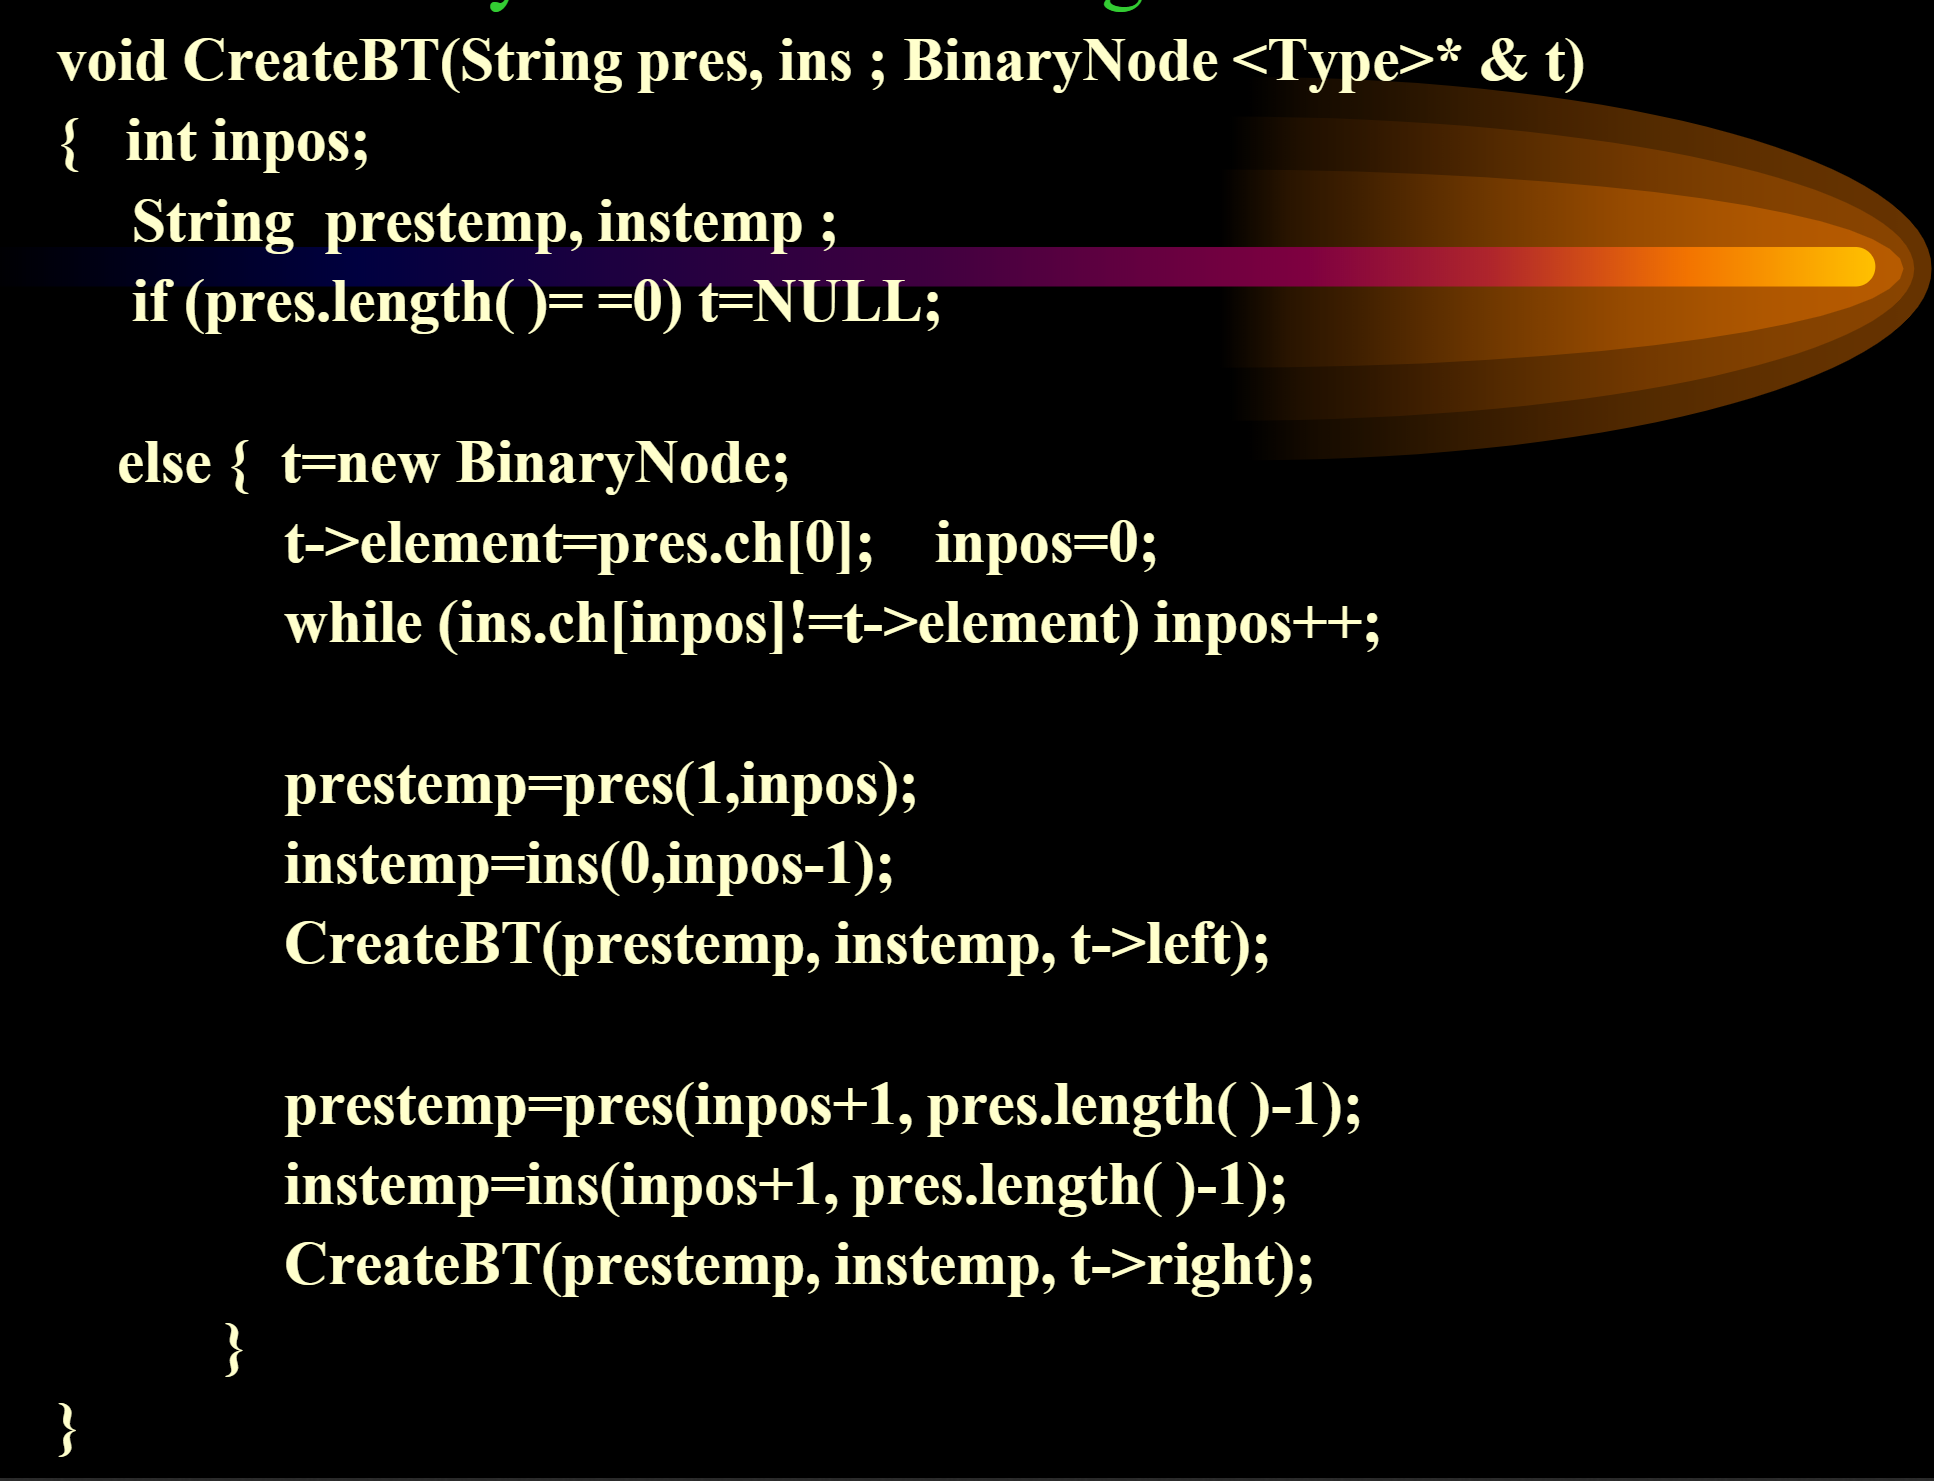 void CreateBT(String pres, ins ; BinaryNode <Type>* & t)
{ int inpos;
String prestemp, instemp ;
if (pres.length( )= =0) t=NULL;
else { t=new BinaryNode;
t->element=pres.ch[0]; inpos=0;
while (ins.ch[inpos]!=t->element) inpos++;
prestemp=pres(1,inpos);
instemp=ins(0,inpos-1);
CreateBT(prestemp, instemp, t->left);
prestemp=pres(inpos+1, pres.length( )-1);
instemp=ins(inpos+1, pres.length( )-1);
CreateBT(prestemp, instemp, t->right);
}
}